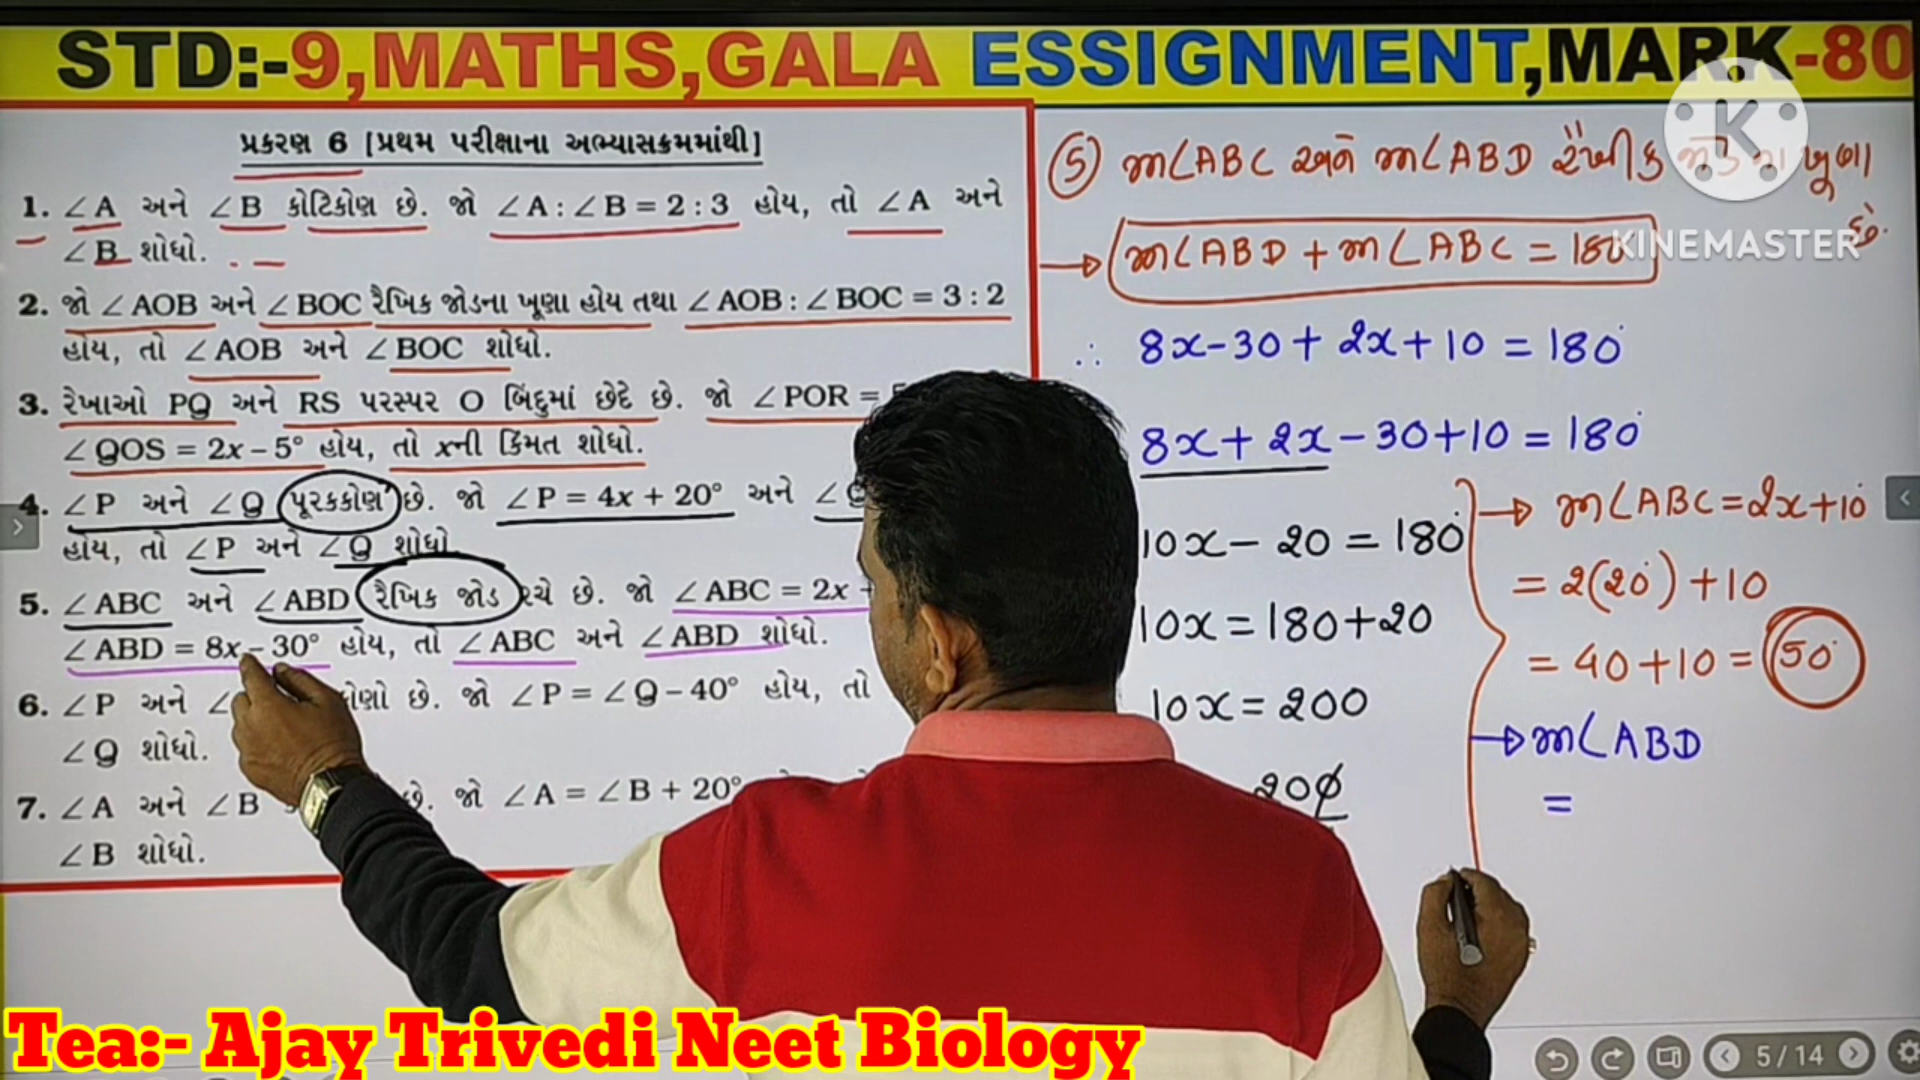 STD:-9,MATHS,GALA ESSIGNMENT,MARK-80
પ્રકરણ 6 [પ્રથમ પરીક્ષાના અભ્યાસક્રમમાંથી]
1. ∠A અને ∠B કોટિકોણ છે. જો ∠A : ∠B = 2 : 3 હોય, તો ∠A અને
∠B શોધો.
2. જો ∠AOB અને ∠BOC રૈખિક જોડના ખૂણા હોય તથા ∠AOB : ∠BOC = 3 : 2
હોય, તો ∠AOB અને ∠BOC શોધો.
3. રેખાઓ PQ અને RS પરસ્પર O બિંદુમાં છેદે છે. જો ∠POR =
∠QOS = 2x – 5° હોય, તો xની કિંમત શોધો.
4. ∠P અને ∠Q પૂરકકોણ છે. જો ∠P = 4x + 20° અને
હોય, તો ∠P અને ∠Q શોધો
5. ∠ABC અને ∠ABD રૈખિક જોડ રચે છે. જો ∠ABC = 2x
∠ABD = 8x – 30° હોય, તો ∠ABC અને ∠ABD શોધો.
6. ∠P અને ∠ કોણો છે. જો ∠P = ∠Q – 40° હોય, તો
∠Q શોધો.
7. ∠A અને ∠B છે. જો ∠A = ∠B + 20°
∠B શોધો.
⑤ m∠ABC અને m∠ABD રૈખીક ખૂણા
છે.
→ m∠ABD + m∠ABC = 180
∴ 8x-30+2x+10 = 180°
8x+2x-30+10 = 180°
10x-20 = 180°
10x = 180+20
10x = 200
200
→ m∠ABC = 2x+10°
= 2(20°)+10
= 40+10 = 50°
→ m∠ABD
=
K
KINEMASTER
Tea:- Ajay Trivedi Neet Biology
5 / 14